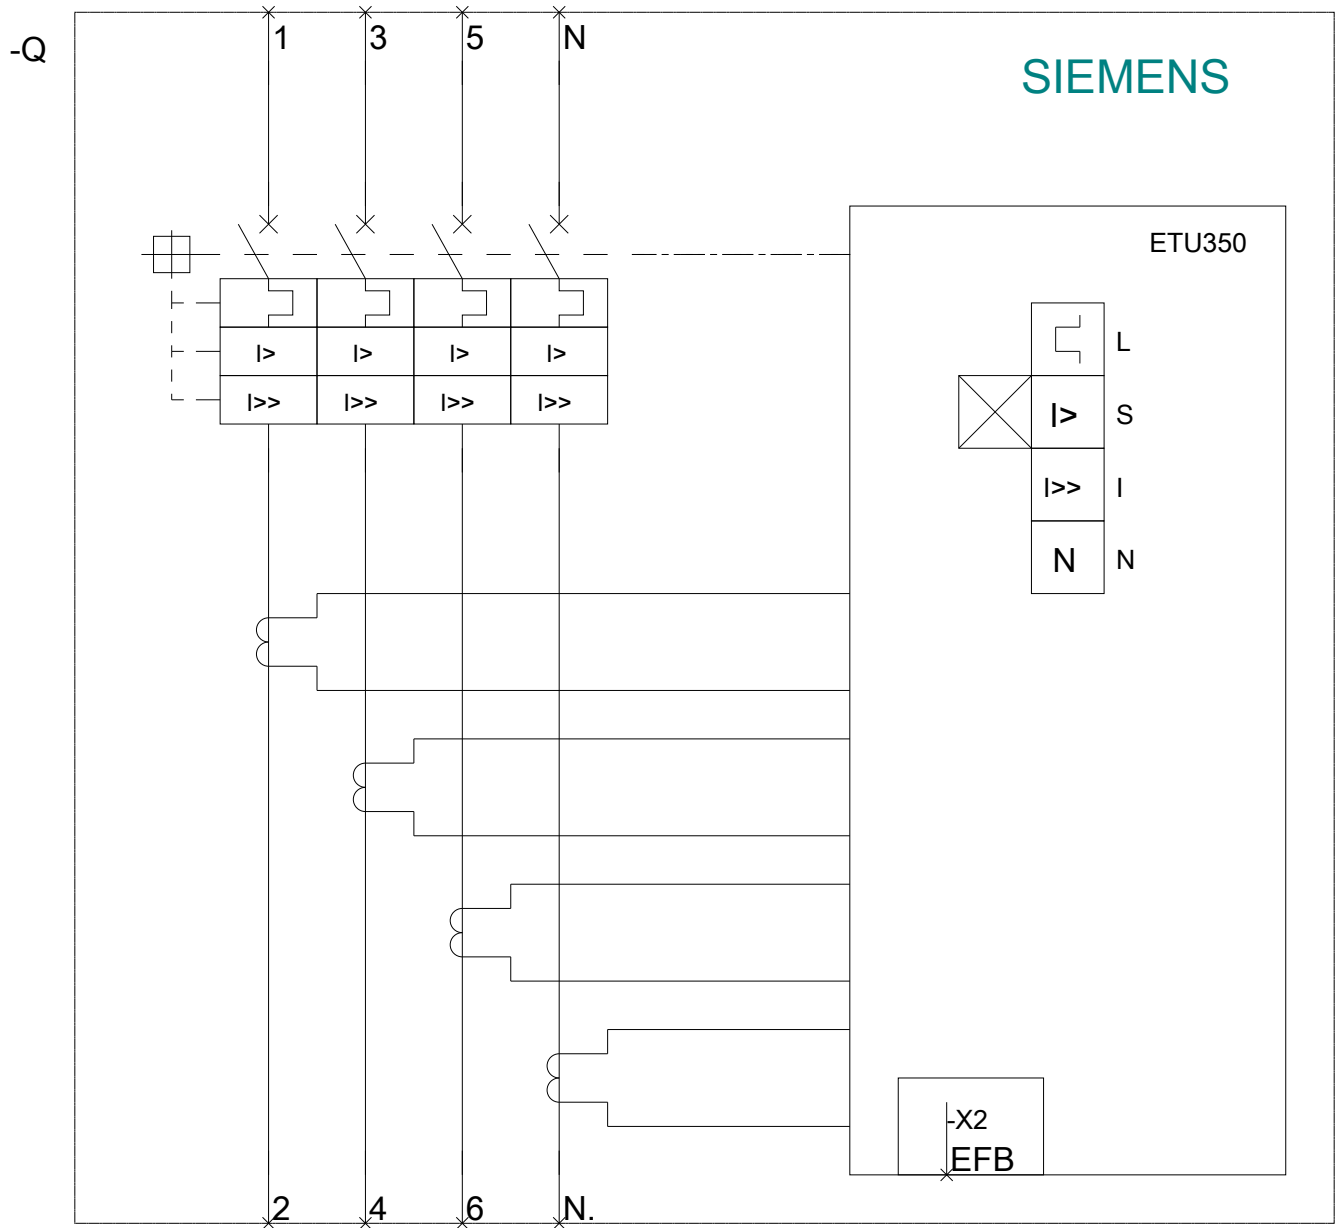 -Q
1 3 5 N
SIEMENS
ETU350
L
I> I> I> I>
I>> I>> I>> I>>
I> S
I>> I
N N
-X2
EFB
2 4 6 N.